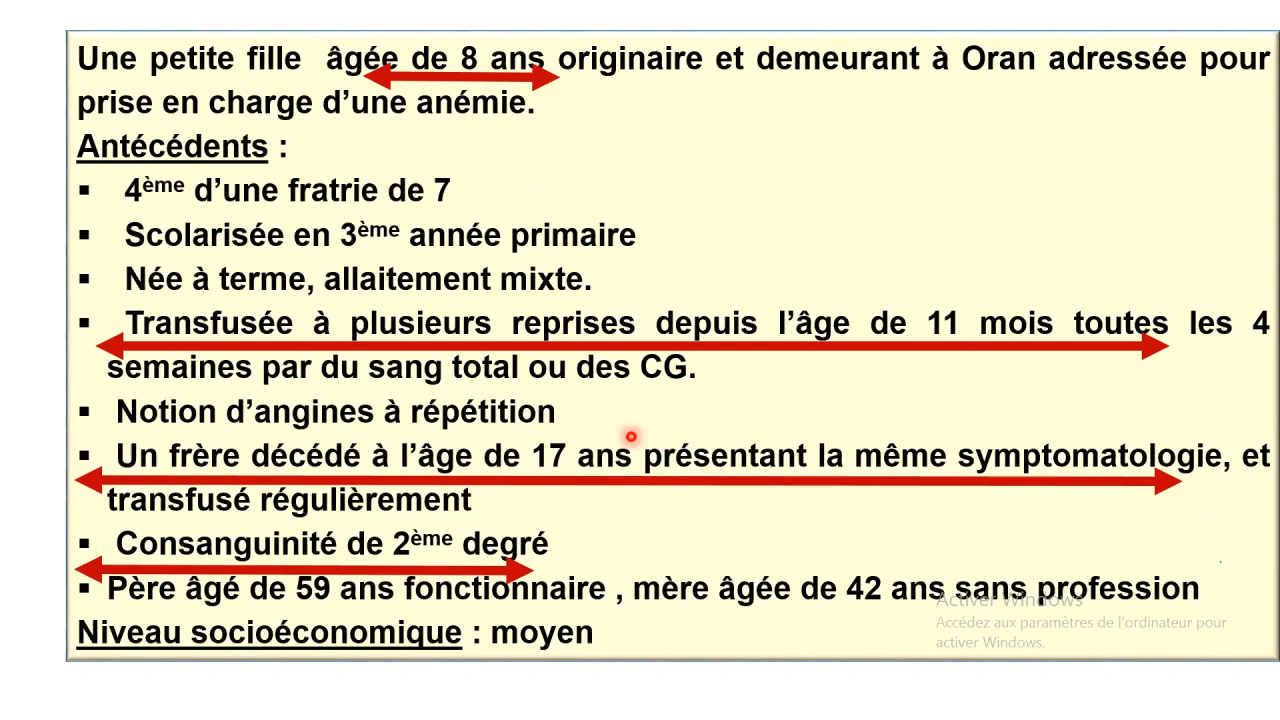 Une petite fille âgée de 8 ans originaire et demeurant à Oran adressée pour
prise en charge d’une anémie.
Antécédents :
▪ 4ème d’une fratrie de 7
▪ Scolarisée en 3ème année primaire
▪ Née à terme, allaitement mixte.
▪ Transfusée à plusieurs reprises depuis l’âge de 11 mois toutes les 4
semaines par du sang total ou des CG.
▪ Notion d’angines à répétition
▪ Un frère décédé à l’âge de 17 ans présentant la même symptomatologie, et
transfusé régulièrement
▪ Consanguinité de 2ème degré
▪ Père âgé de 59 ans fonctionnaire , mère âgée de 42 ans sans profession
Activer Windows
Accédez aux paramètres de l'ordinateur pour
activer Windows.
Niveau socioéconomique : moyen